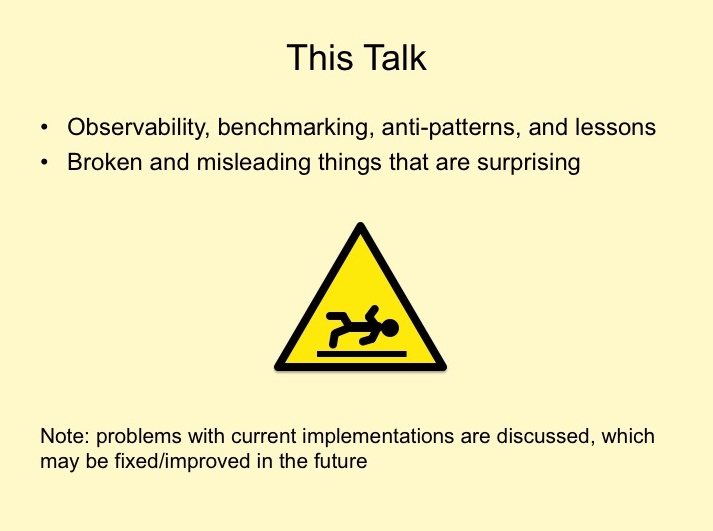 This Talk
• Observability, benchmarking, anti-patterns, and lessons
• Broken and misleading things that are surprising
Note: problems with current implementations are discussed, which
may be fixed/improved in the future